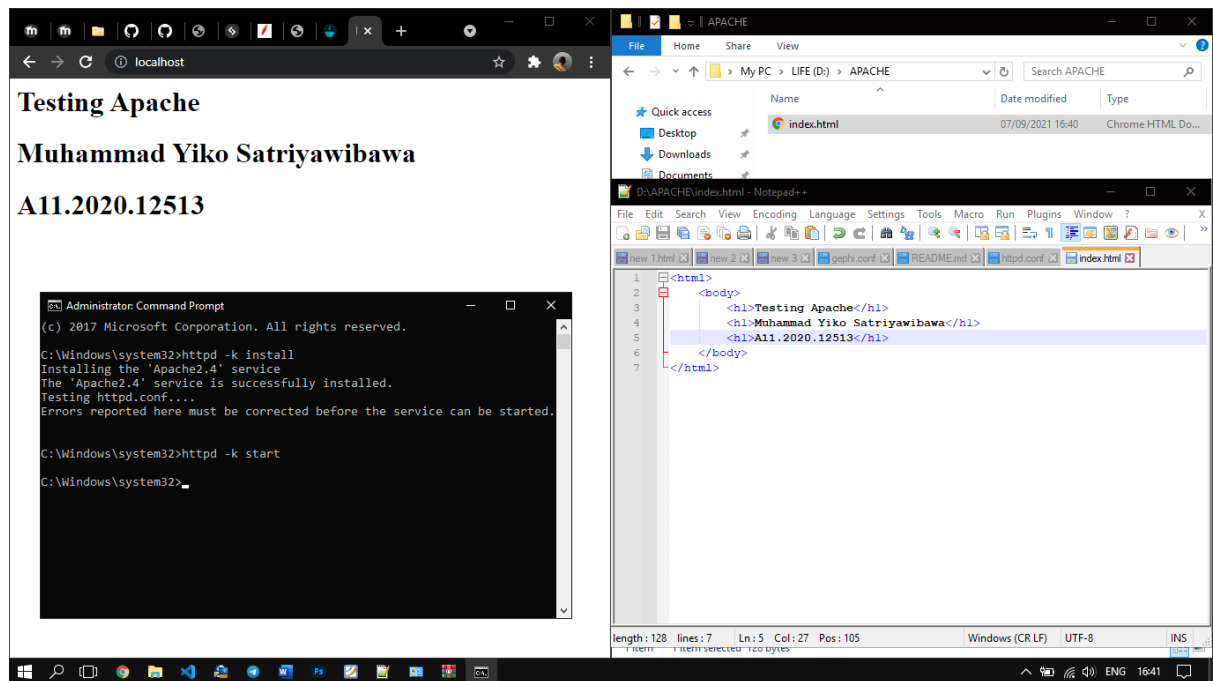 localhost
Testing Apache
Muhammad Yiko Satriyawibawa
A11.2020.12513
Administrator: Command Prompt
(c) 2017 Microsoft Corporation. All rights reserved.
C:\Windows\system32>httpd -k install
Installing the 'Apache2.4' service
The 'Apache2.4' service is successfully installed.
Testing httpd.conf....
Errors reported here must be corrected before the service can be started.
C:\Windows\system32>httpd -k start
C:\Windows\system32>
APACHE
File Home Share View
My PC > LIFE (D:) > APACHE
Search APACHE
Name Date modified Type
Quick access
Desktop
Downloads
Documents
index.html 07/09/2021 16:40 Chrome HTML Do...
D:\APACHE\index.html - Notepad++
File Edit Search View Encoding Language Settings Tools Macro Run Plugins Window ? X
new 1.html new 2 new 3 gephi.conf README.md httpd.conf index.html
1 <html>
2 <body>
3 <h1>Testing Apache</h1>
4 <h1>Muhammad Yiko Satriyawibawa</h1>
5 <h1>A11.2020.12513</h1>
6 </body>
7 </html>
length : 128 lines : 7 Ln : 5 Col : 27 Pos : 105 Windows (CR LF) UTF-8 INS
1 item 1 item selected 128 bytes
ENG 16:41